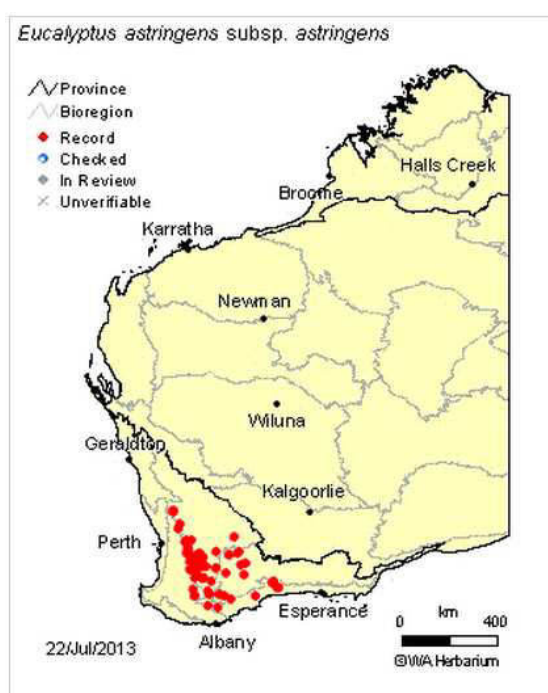 Eucalyptus astringens subsp. astringens
Province
Bioregion
Record
Checked
In Review
Unverifiable
Halls Creek
Broome
Karratha
Newman
Wiluna
Geraldton
Kalgoorlie
Perth
Esperance
Albany
0 km 400
22/Jul/2013
©WA Herbarium